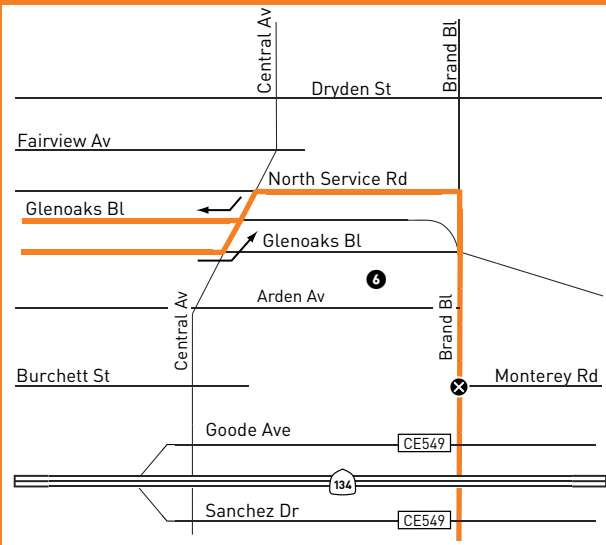 Central Av
Brand Bl
Dryden St
Fairview Av
North Service Rd
Glenoaks Bl
Glenoaks Bl
6
Arden Av
Central Av
Brand Bl
Burchett St
Monterey Rd
Goode Ave
CE549
134
Sanchez Dr
CE549